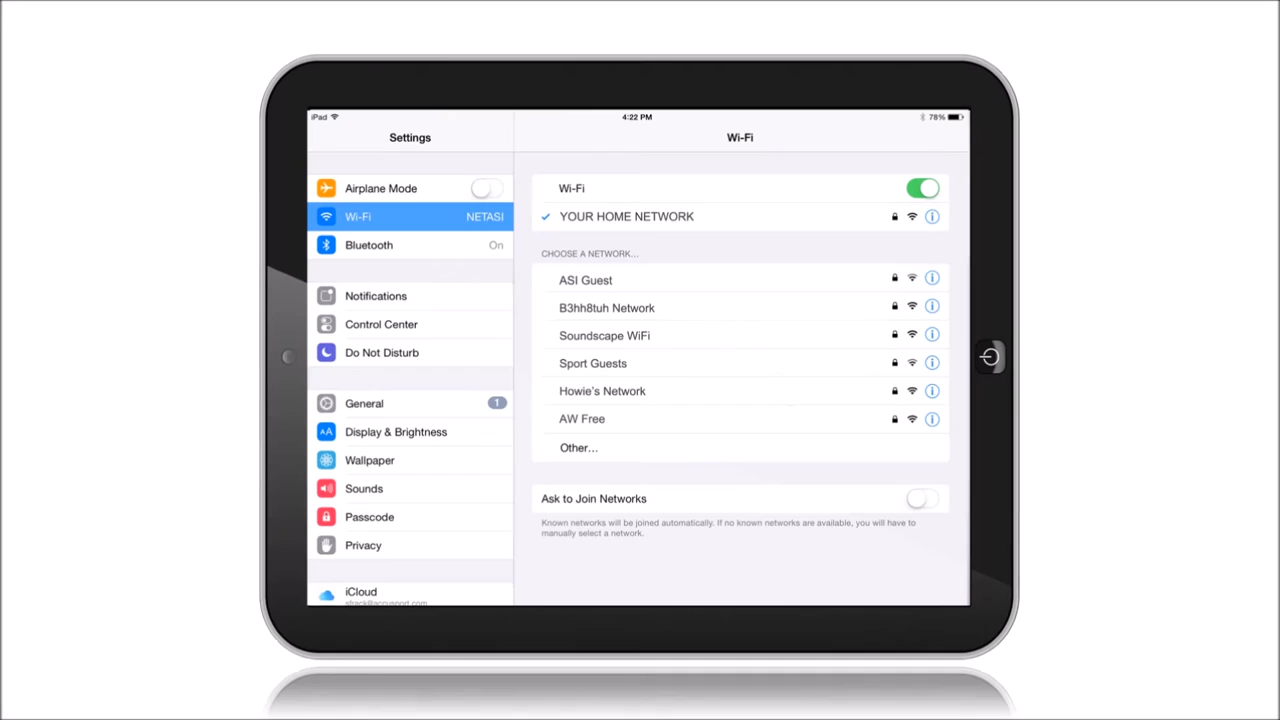 iPad 4:22 PM 78%
Settings Wi-Fi
Airplane Mode
Wi-Fi NETASI
Bluetooth On
Notifications
Control Center
Do Not Disturb
General 1
AA Display & Brightness
Wallpaper
Sounds
Passcode
Privacy
iCloud
Wi-Fi
YOUR HOME NETWORK
CHOOSE A NETWORK...
ASI Guest
B3hh8tuh Network
Soundscape WiFi
Sport Guests
Howie's Network
AW Free
Other...
Ask to Join Networks
Known networks will be joined automatically. If no known networks are available, you will have to
manually select a network.